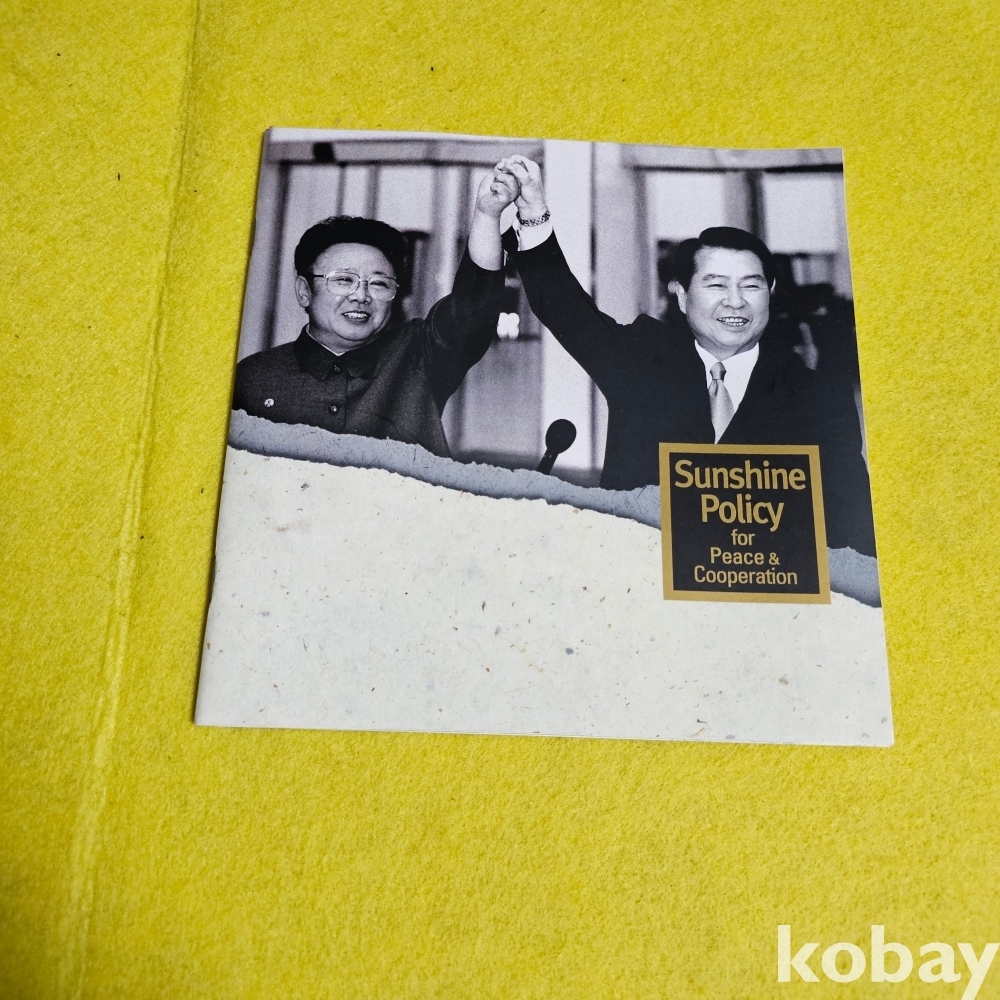 Sunshine
Policy
for
Peace &
Cooperation
kobay